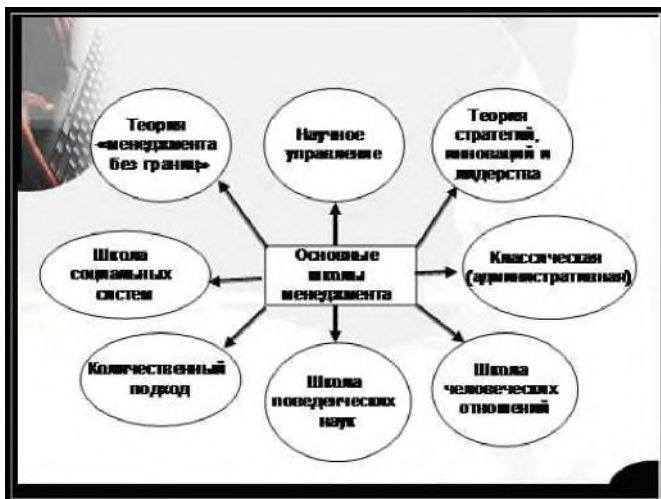 Теория
«менеджмента
без границ»
Научное
управление
Теория
стратегий,
инноваций и
лидерства
Школа
социальных
систем
Основные
школы
менеджмента
Классическая
(административная)
Количественный
подход
Школа
поведенческих
наук
Школа
человеческих
отношений